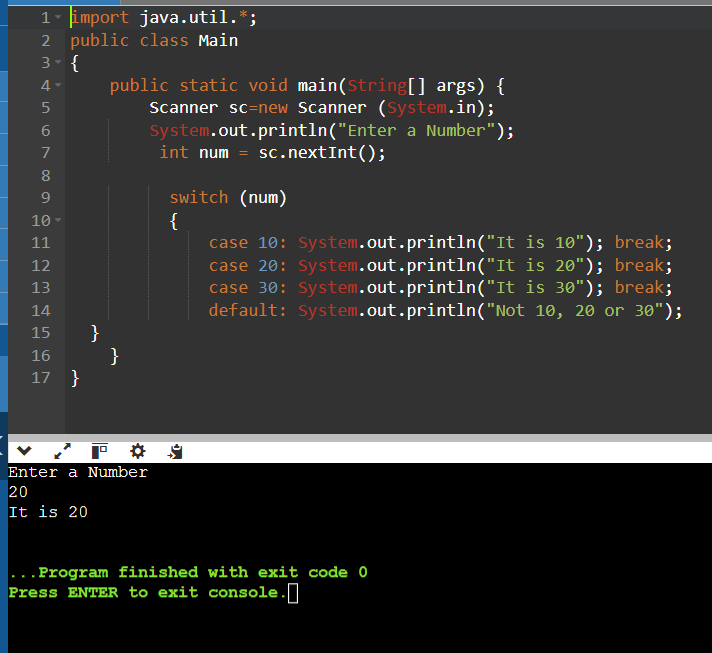 1 import java.util.*;
2 public class Main
3 {
4 public static void main(String[] args) {
5 Scanner sc=new Scanner (System.in);
6 System.out.println("Enter a Number");
7 int num = sc.nextInt();
8
9 switch (num)
10 {
11 case 10: System.out.println("It is 10"); break;
12 case 20: System.out.println("It is 20"); break;
13 case 30: System.out.println("It is 30"); break;
14 default: System.out.println("Not 10, 20 or 30");
15 }
16 }
17 }
Enter a Number
20
It is 20
...Program finished with exit code 0
Press ENTER to exit console.